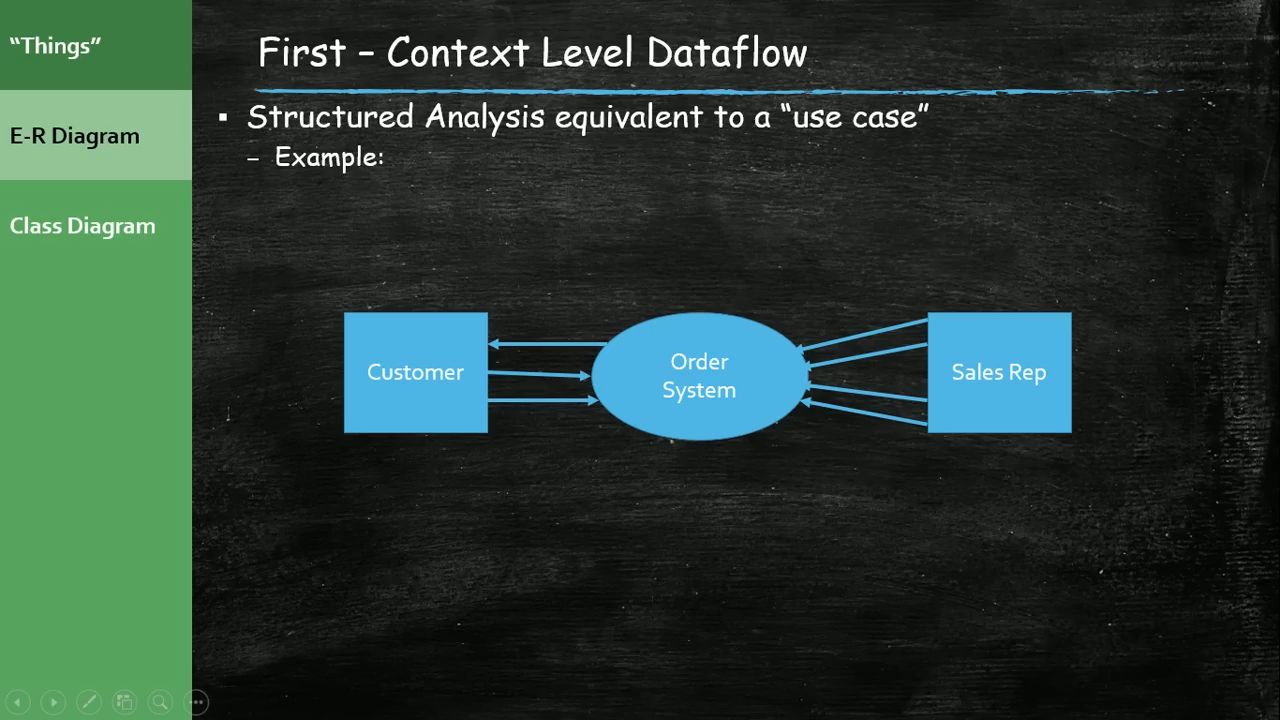 “Things”
E-R Diagram
Class Diagram
First – Context Level Dataflow
▪ Structured Analysis equivalent to a “use case”
– Example:
Customer
Order
System
Sales Rep